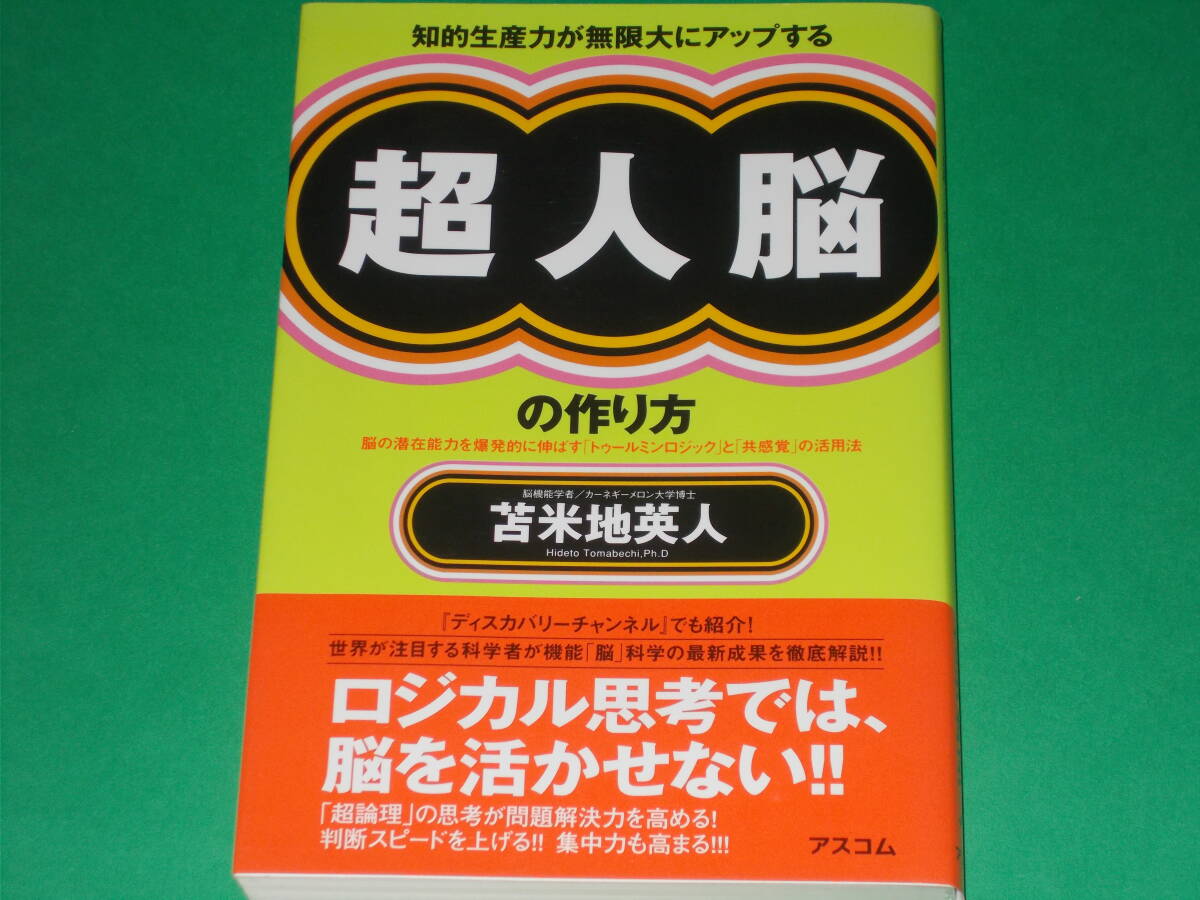 知的生産力が無限大にアップする
超人脳
の作り方
脳の潜在能力を爆発的に伸ばす「トゥールミンロジック」と「共感覚」の活用法
脳機能学者／カーネギーメロン大学博士
苫米地英人
Hideto Tomabechi,Ph.D
『ディスカバリーチャンネル』でも紹介!
世界が注目する科学者が機能「脳」科学の最新成果を徹底解説!!
ロジカル思考では、
脳を活かせない!!
「超論理」の思考が問題解決力を高める!
判断スピードを上げる!! 集中力も高まる!!!
アスコム